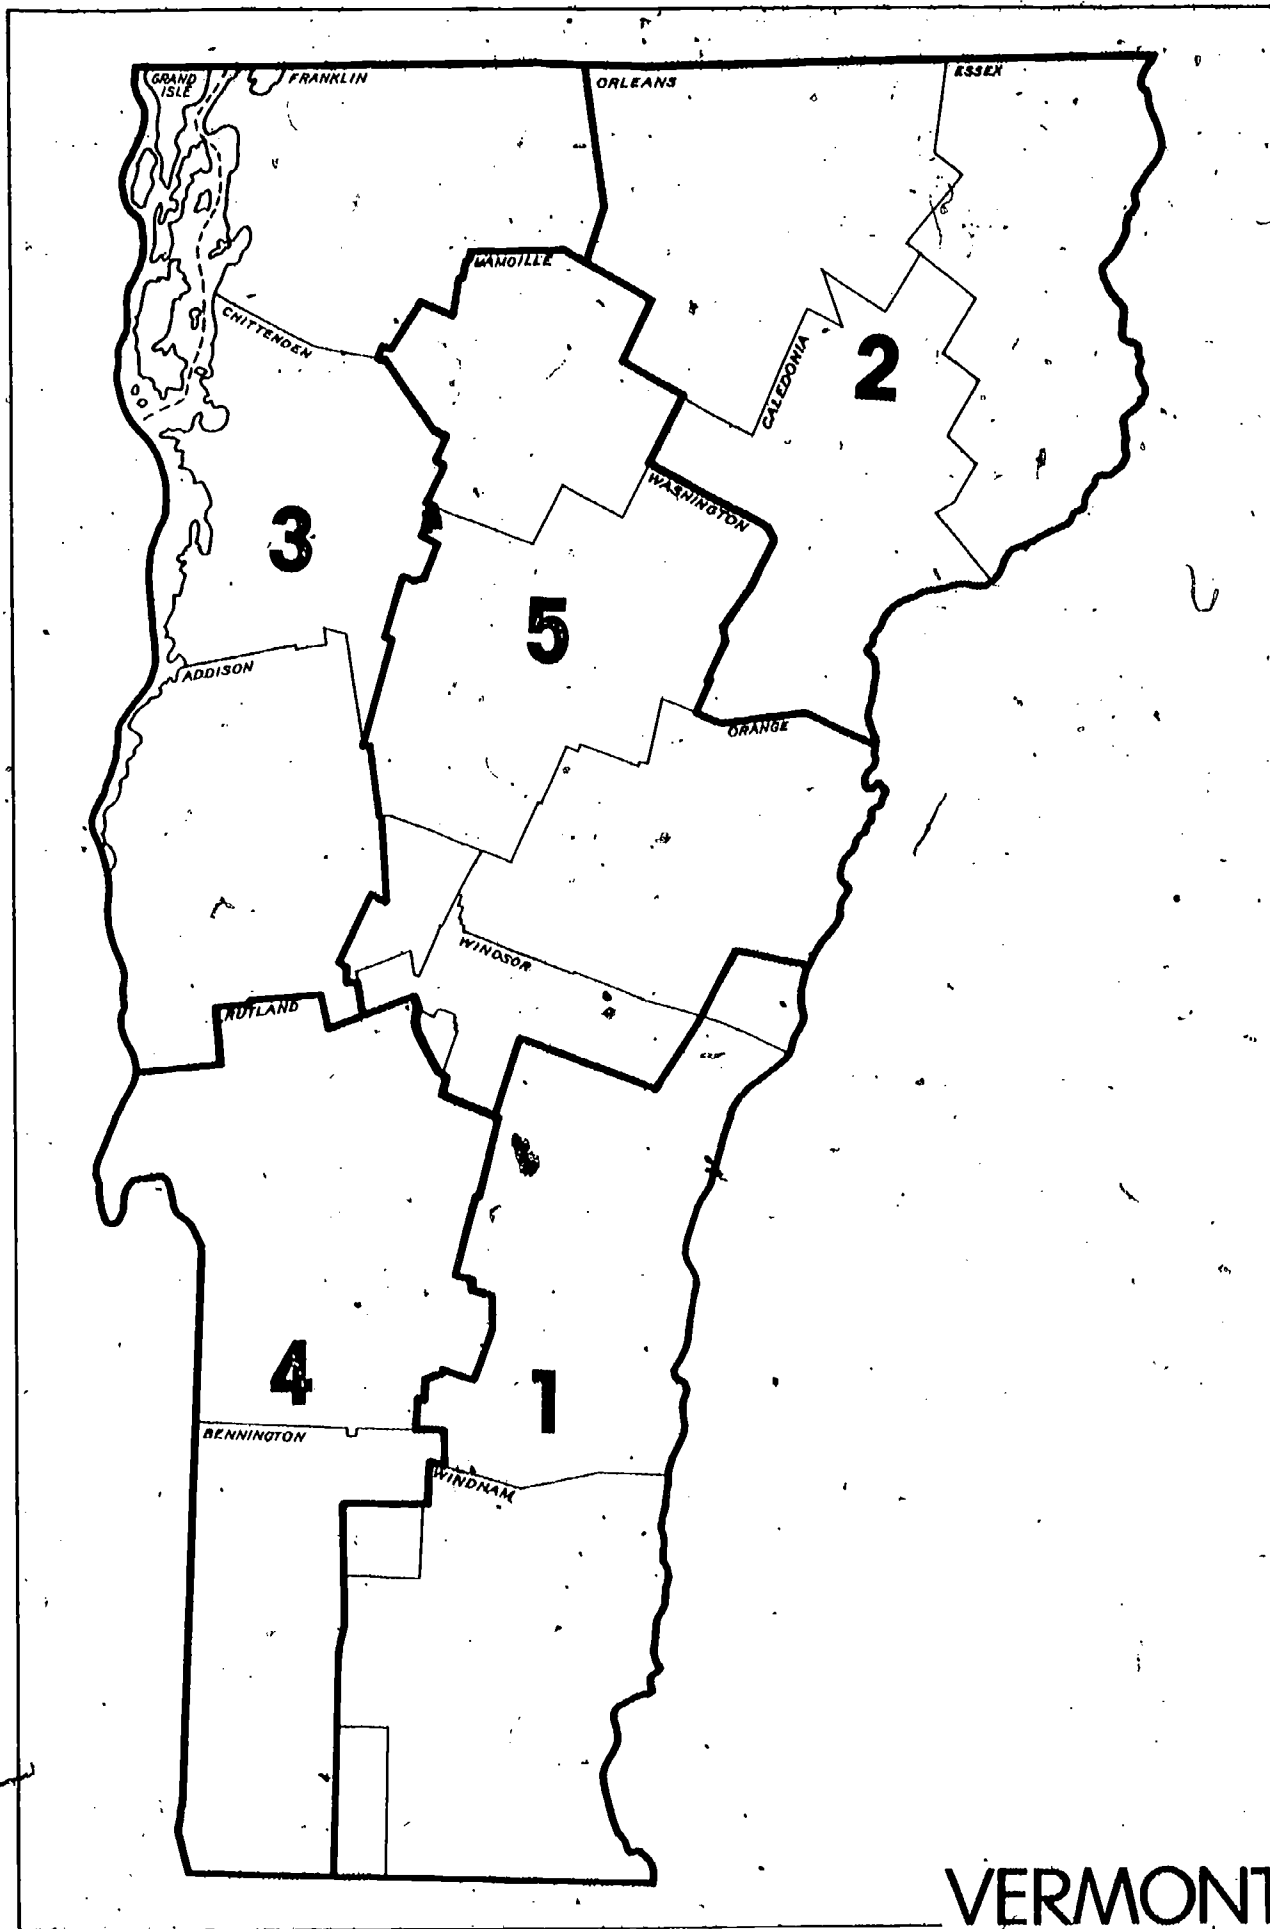 GRAND
ISLE
FRANKLIN
ORLEANS
ESSEX
LAMOILLE
CHITTENDEN
CALEDONIA
2
WASHINGTON
3
5
ADDISON
ORANGE
WINDSOR
RUTLAND
4
1
BENNINGTON
WINDHAM
VERMONT